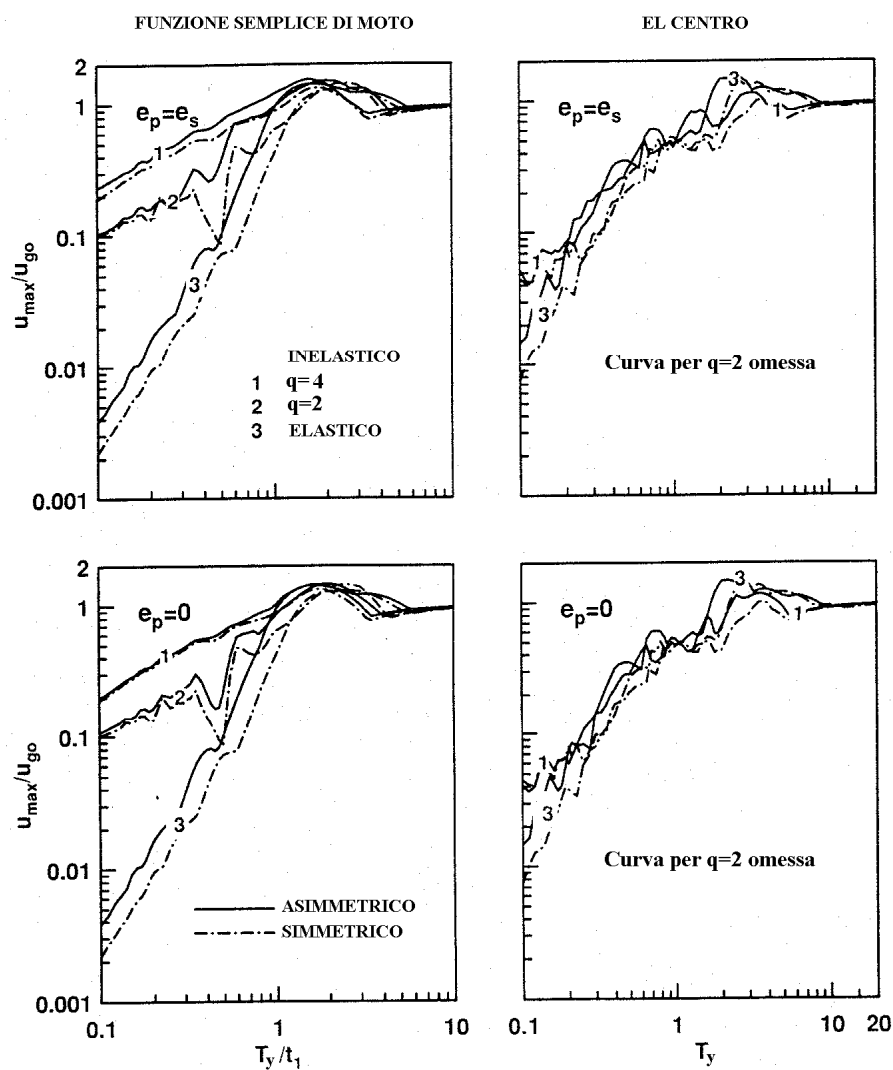 FUNZIONE SEMPLICE DI MOTO
EL CENTRO
2
1
0.1
0.01
0.001
u_max/u_go
e_p=e_s
1
2
3
INELASTICO
1 q=4
2 q=2
3 ELASTICO
e_p=e_s
3
1
1
3
Curva per q=2 omessa
2
1
0.1
0.01
0.001
u_max/u_go
e_p=0
1
2
3
ASIMMETRICO
SIMMETRICO
0.1 1 10
T_y/t_1
e_p=0
3
1
1
3
Curva per q=2 omessa
0.1 1 10 20
T_y